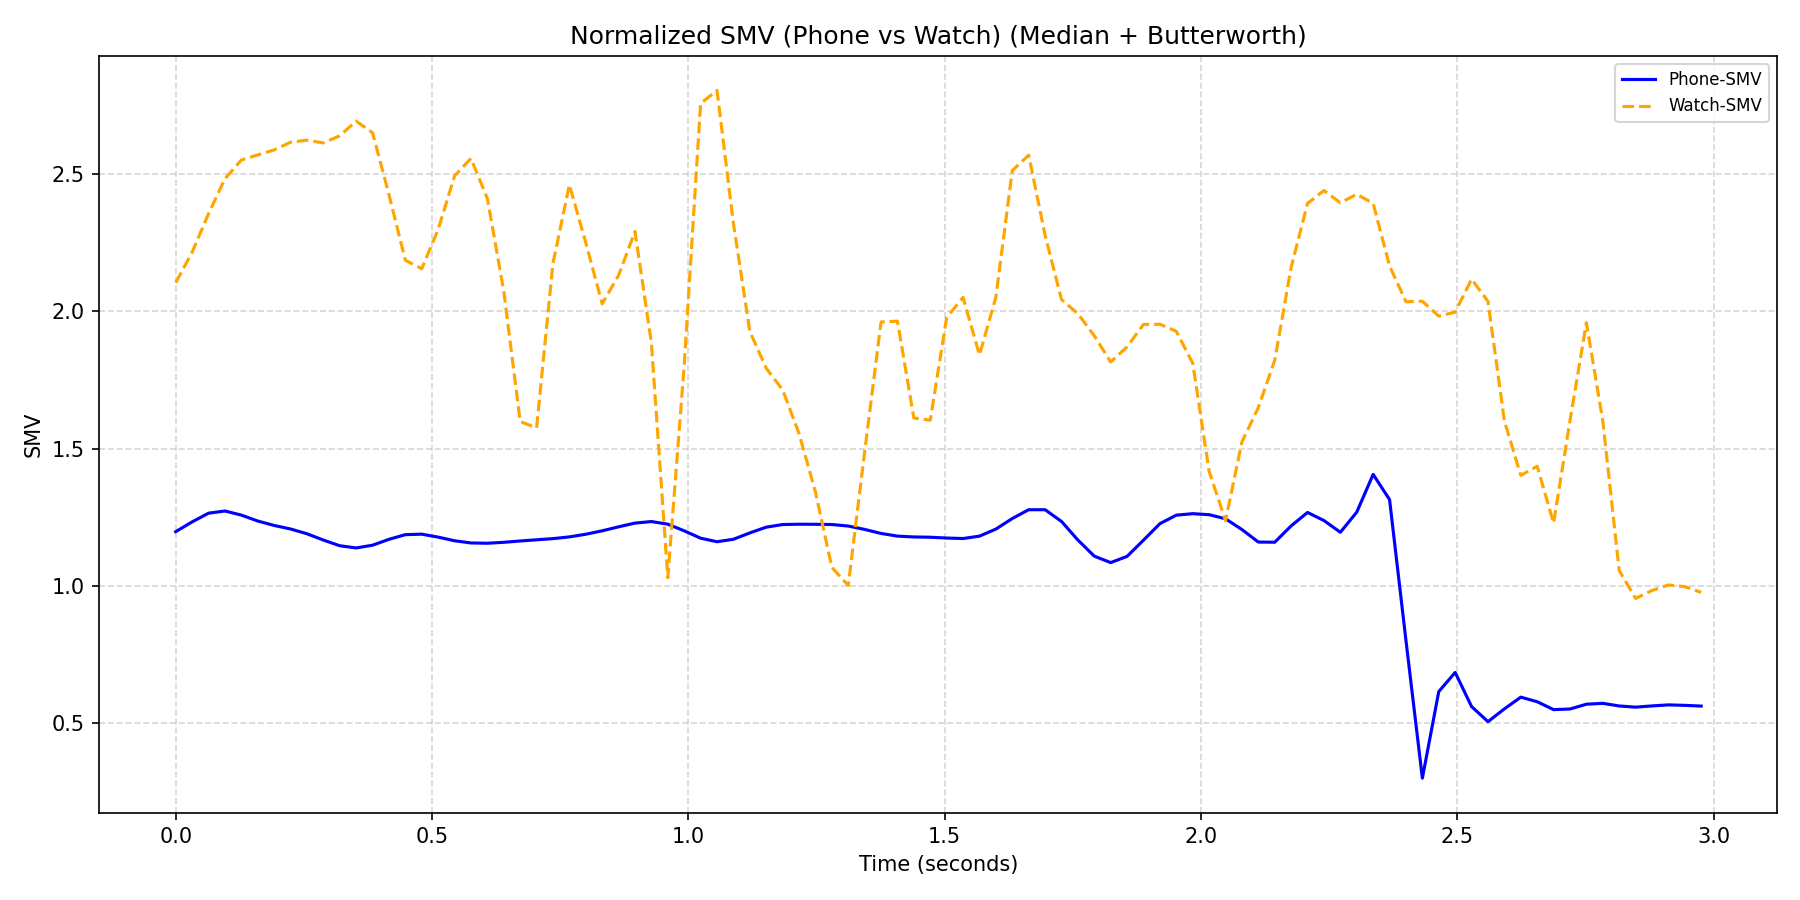 Normalized SMV (Phone vs Watch) (Median + Butterworth)
Phone-SMV
Watch-SMV
SMV
2.5
2.0
1.5
1.0
0.5
0.0 0.5 1.0 1.5 2.0 2.5 3.0
Time (seconds)